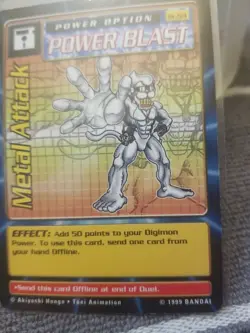 POWER OPTION
POWER BLAST
Metal Attack
EFFECT: Add 50 points to your Digimon
Power. To use this card, send one card from
your hand Offline.
•Send this card Offline at end of Duel.
© Akiyoshi Hongo • Toei Animation
© 1999 BANDAI